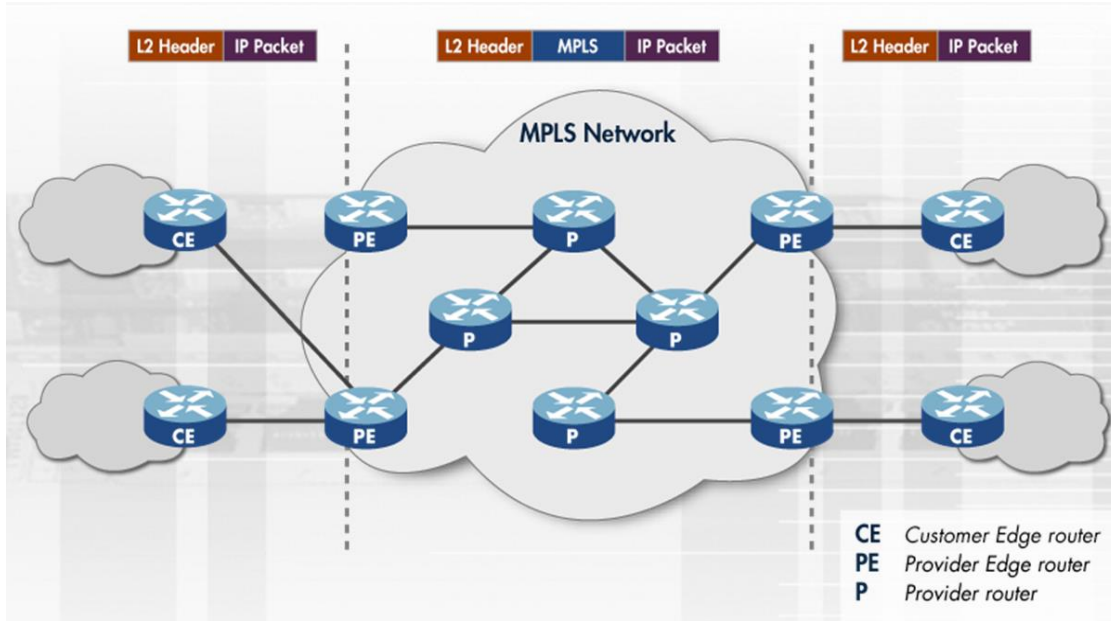 L2 Header IP Packet
L2 Header MPLS IP Packet
L2 Header IP Packet
MPLS Network
CE
PE
P
PE
CE
P
P
CE
PE
P
PE
CE
CE Customer Edge router
PE Provider Edge router
P Provider router